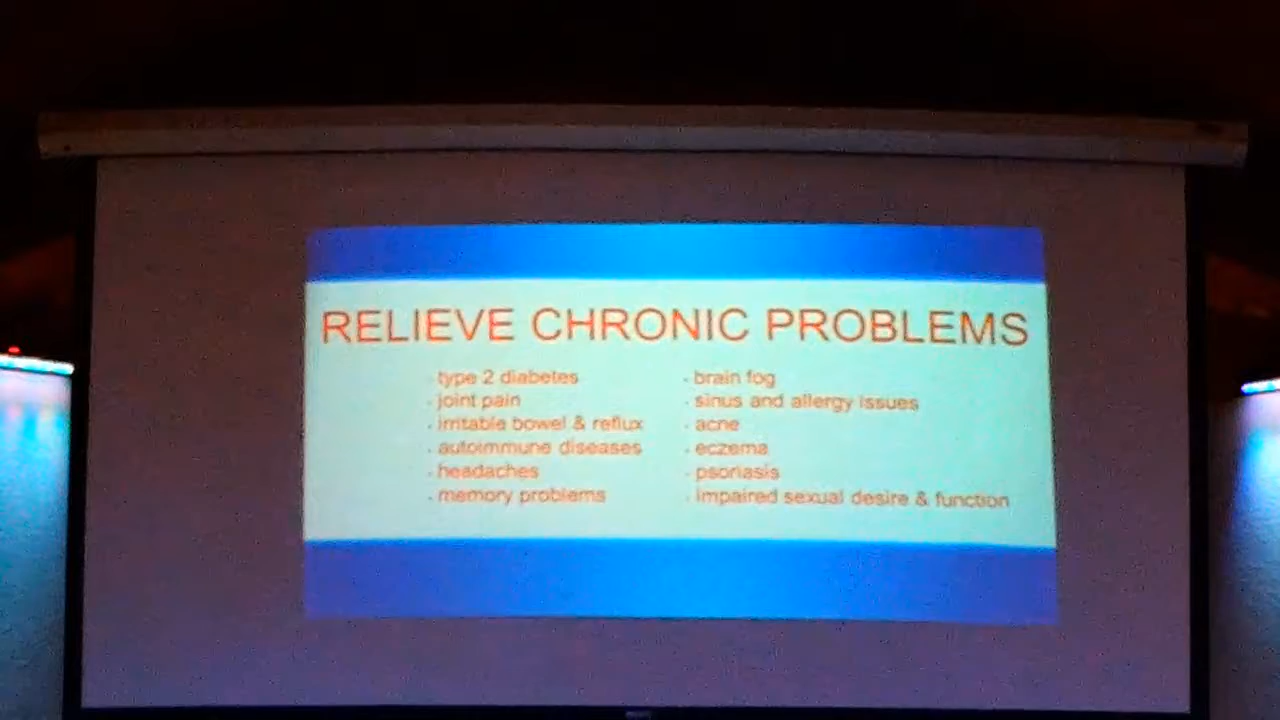 RELIEVE CHRONIC PROBLEMS
· type 2 diabetes
· joint pain
· irritable bowel & reflux
· autoimmune diseases
· headaches
· memory problems
· brain fog
· sinus and allergy issues
· acne
· eczema
· psoriasis
· impaired sexual desire & function